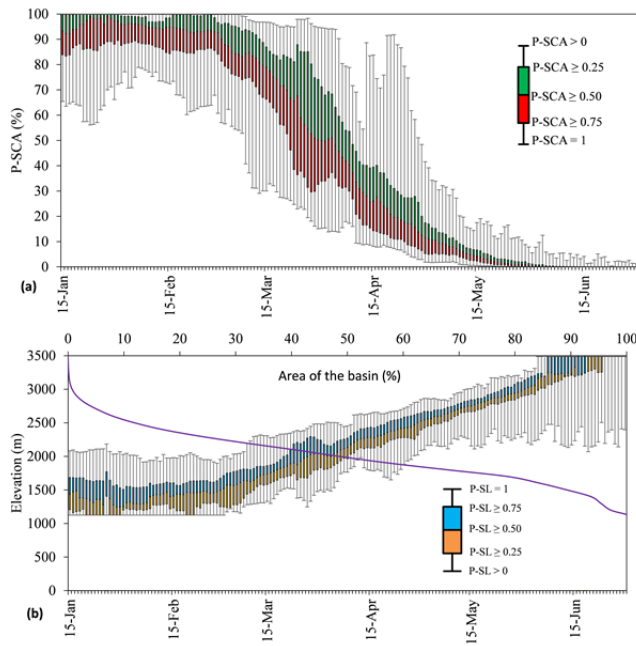 100
90
80
70
60
50
40
30
20
10
0
P-SCA (%)
P-SCA > 0
P-SCA ≥ 0.25
P-SCA ≥ 0.50
P-SCA ≥ 0.75
P-SCA = 1
(a)
15-Jan
15-Feb
15-Mar
15-Apr
15-May
15-Jun
0 10 20 30 40 50 60 70 80 90 100
Area of the basin (%)
3500
3000
2500
2000
1500
1000
500
0
Elevation (m)
P-SL = 1
P-SL ≥ 0.75
P-SL ≥ 0.50
P-SL ≥ 0.25
P-SL > 0
(b)
15-Jan
15-Feb
15-Mar
15-Apr
15-May
15-Jun